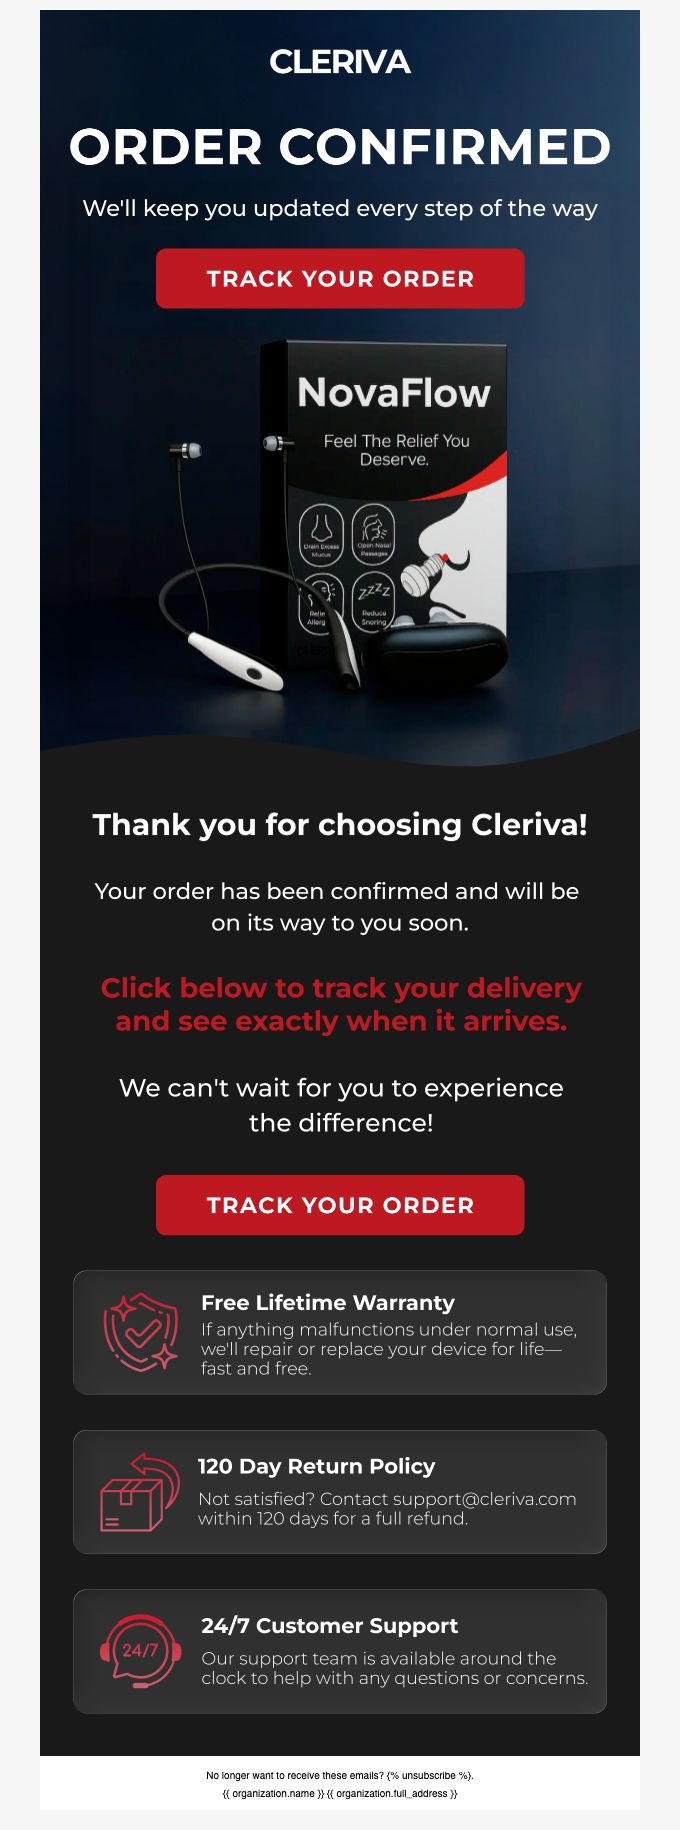 CLERIVA
ORDER CONFIRMED
We'll keep you updated every step of the way
TRACK YOUR ORDER
NovaFlow
Feel The Relief You
Deserve.
Drain Excess
Mucus
Open Nasal
Passages
Relie
Allerg
Reduce
Snoring
CLER
Thank you for choosing Cleriva!
Your order has been confirmed and will be
on its way to you soon.
Click below to track your delivery
and see exactly when it arrives.
We can't wait for you to experience
the difference!
TRACK YOUR ORDER
Free Lifetime Warranty
If anything malfunctions under normal use,
we'll repair or replace your device for life—
fast and free.
120 Day Return Policy
Not satisfied? Contact support@cleriva.com
within 120 days for a full refund.
24/7
24/7 Customer Support
Our support team is available around the
clock to help with any questions or concerns.
No longer want to receive these emails? {% unsubscribe %}.
{{ organization.name }} {{ organization.full_address }}